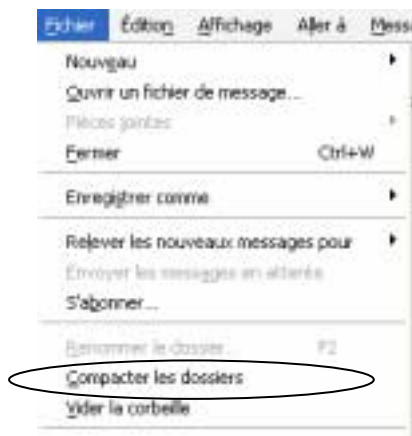 Fichier Édition Affichage Aller à Mess
Nouveau
Ouvrir un fichier de message...
Pièces jointes
Fermer Ctrl+W
Enregistrer comme
Relever les nouveaux messages pour
Envoyer les messages en attente
S'abonner...
Renommer le dossier... F2
Compacter les dossiers
Vider la corbeille